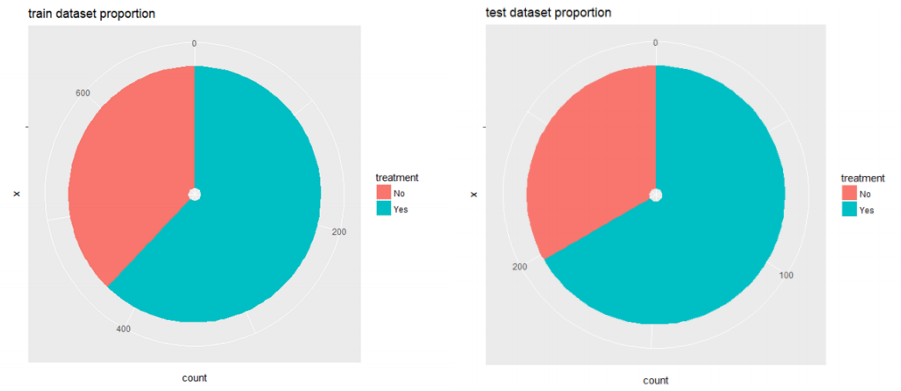 train dataset proportion
0
600
200
400
x
count
treatment
No
Yes
test dataset proportion
0
200
100
x
count
treatment
No
Yes